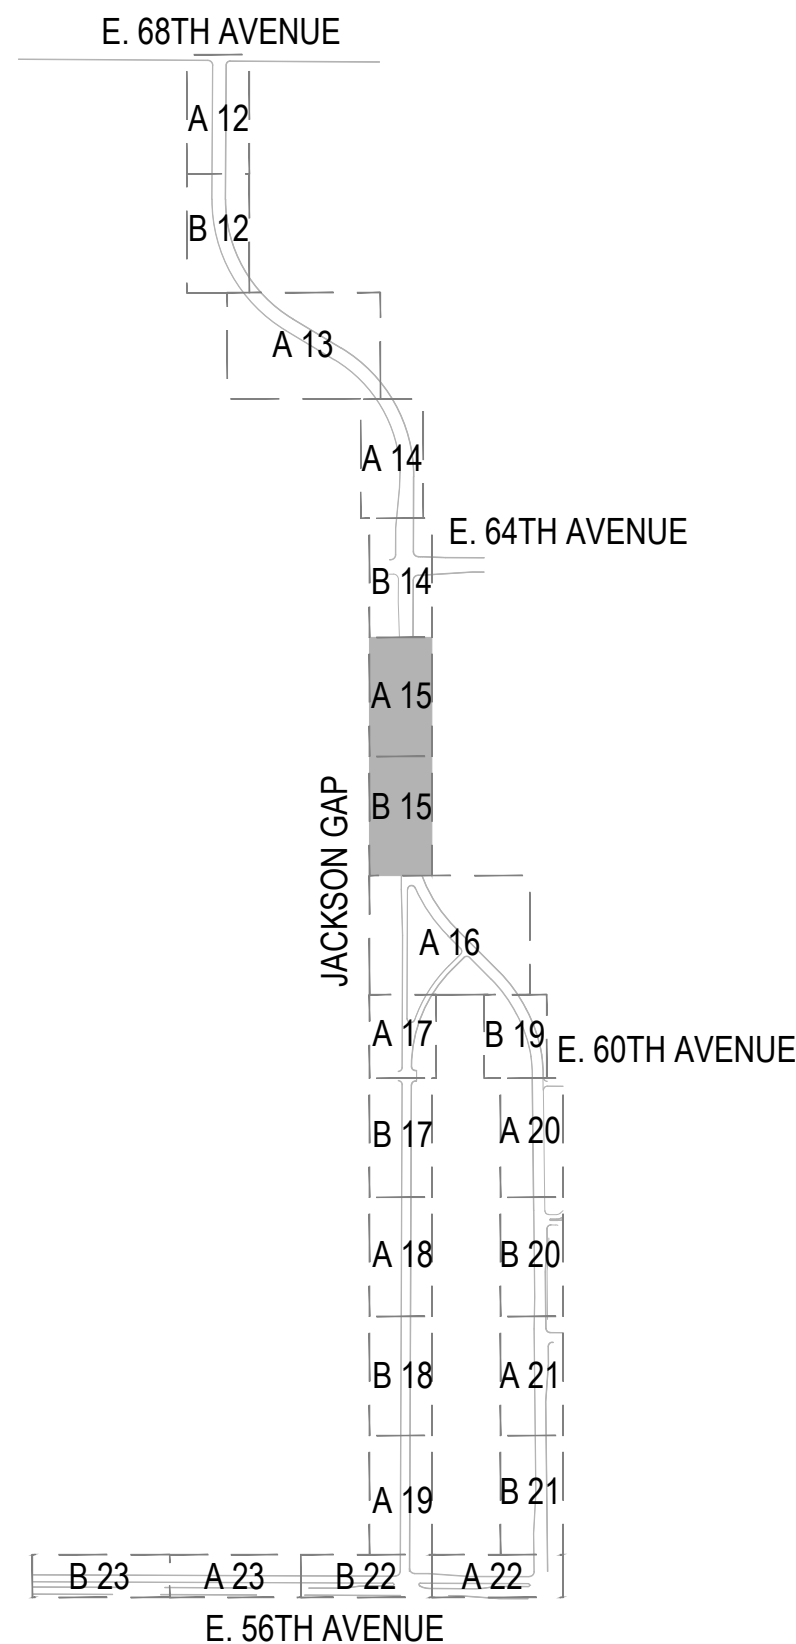 E. 68TH AVENUE
A 12
B 12
A 13
A 14
E. 64TH AVENUE
B 14
A 15
B 15
JACKSON GAP
A 16
A 17
B 19
E. 60TH AVENUE
B 17
A 20
A 18
B 20
B 18
A 21
A 19
B 21
B 23
A 23
B 22
A 22
E. 56TH AVENUE